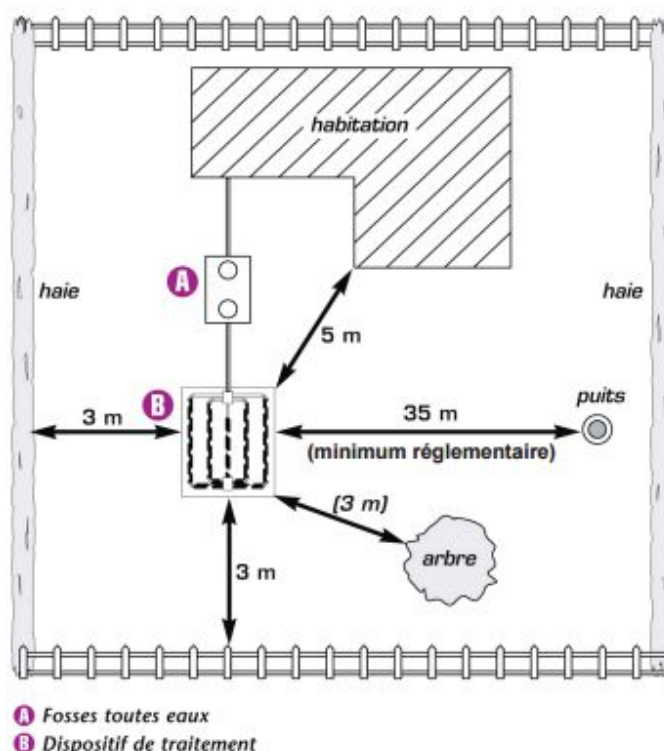 habitation
A
haie
haie
5 m
B
3 m
35 m
puits
(minimum réglementaire)
(3 m)
arbre
3 m
A Fosses toutes eaux
B Dispositif de traitement